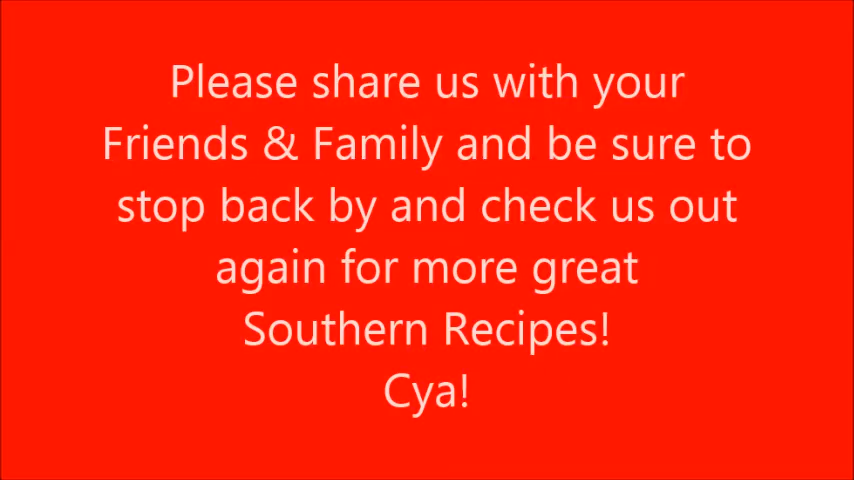 Please share us with your
Friends & Family and be sure to
stop back by and check us out
again for more great
Southern Recipes!
Cya!